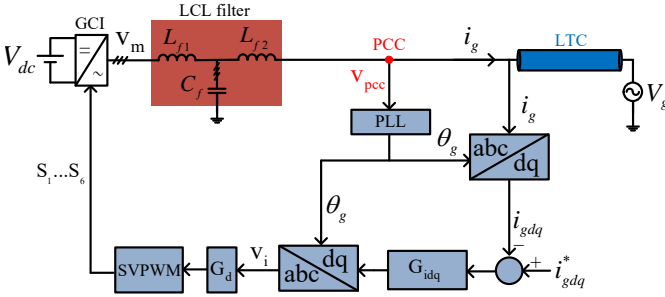 GCI
LCL filter
V_dc
=
~
v_m
L_f1
L_f2
C_f
PCC
v_pcc
i_g
LTC
V_g
PLL
i_g
θ_g
abc
dq
S_1...S_6
θ_g
i_gdq
−
+
i*_gdq
SVPWM
G_d
v_i
dq
abc
G_idq